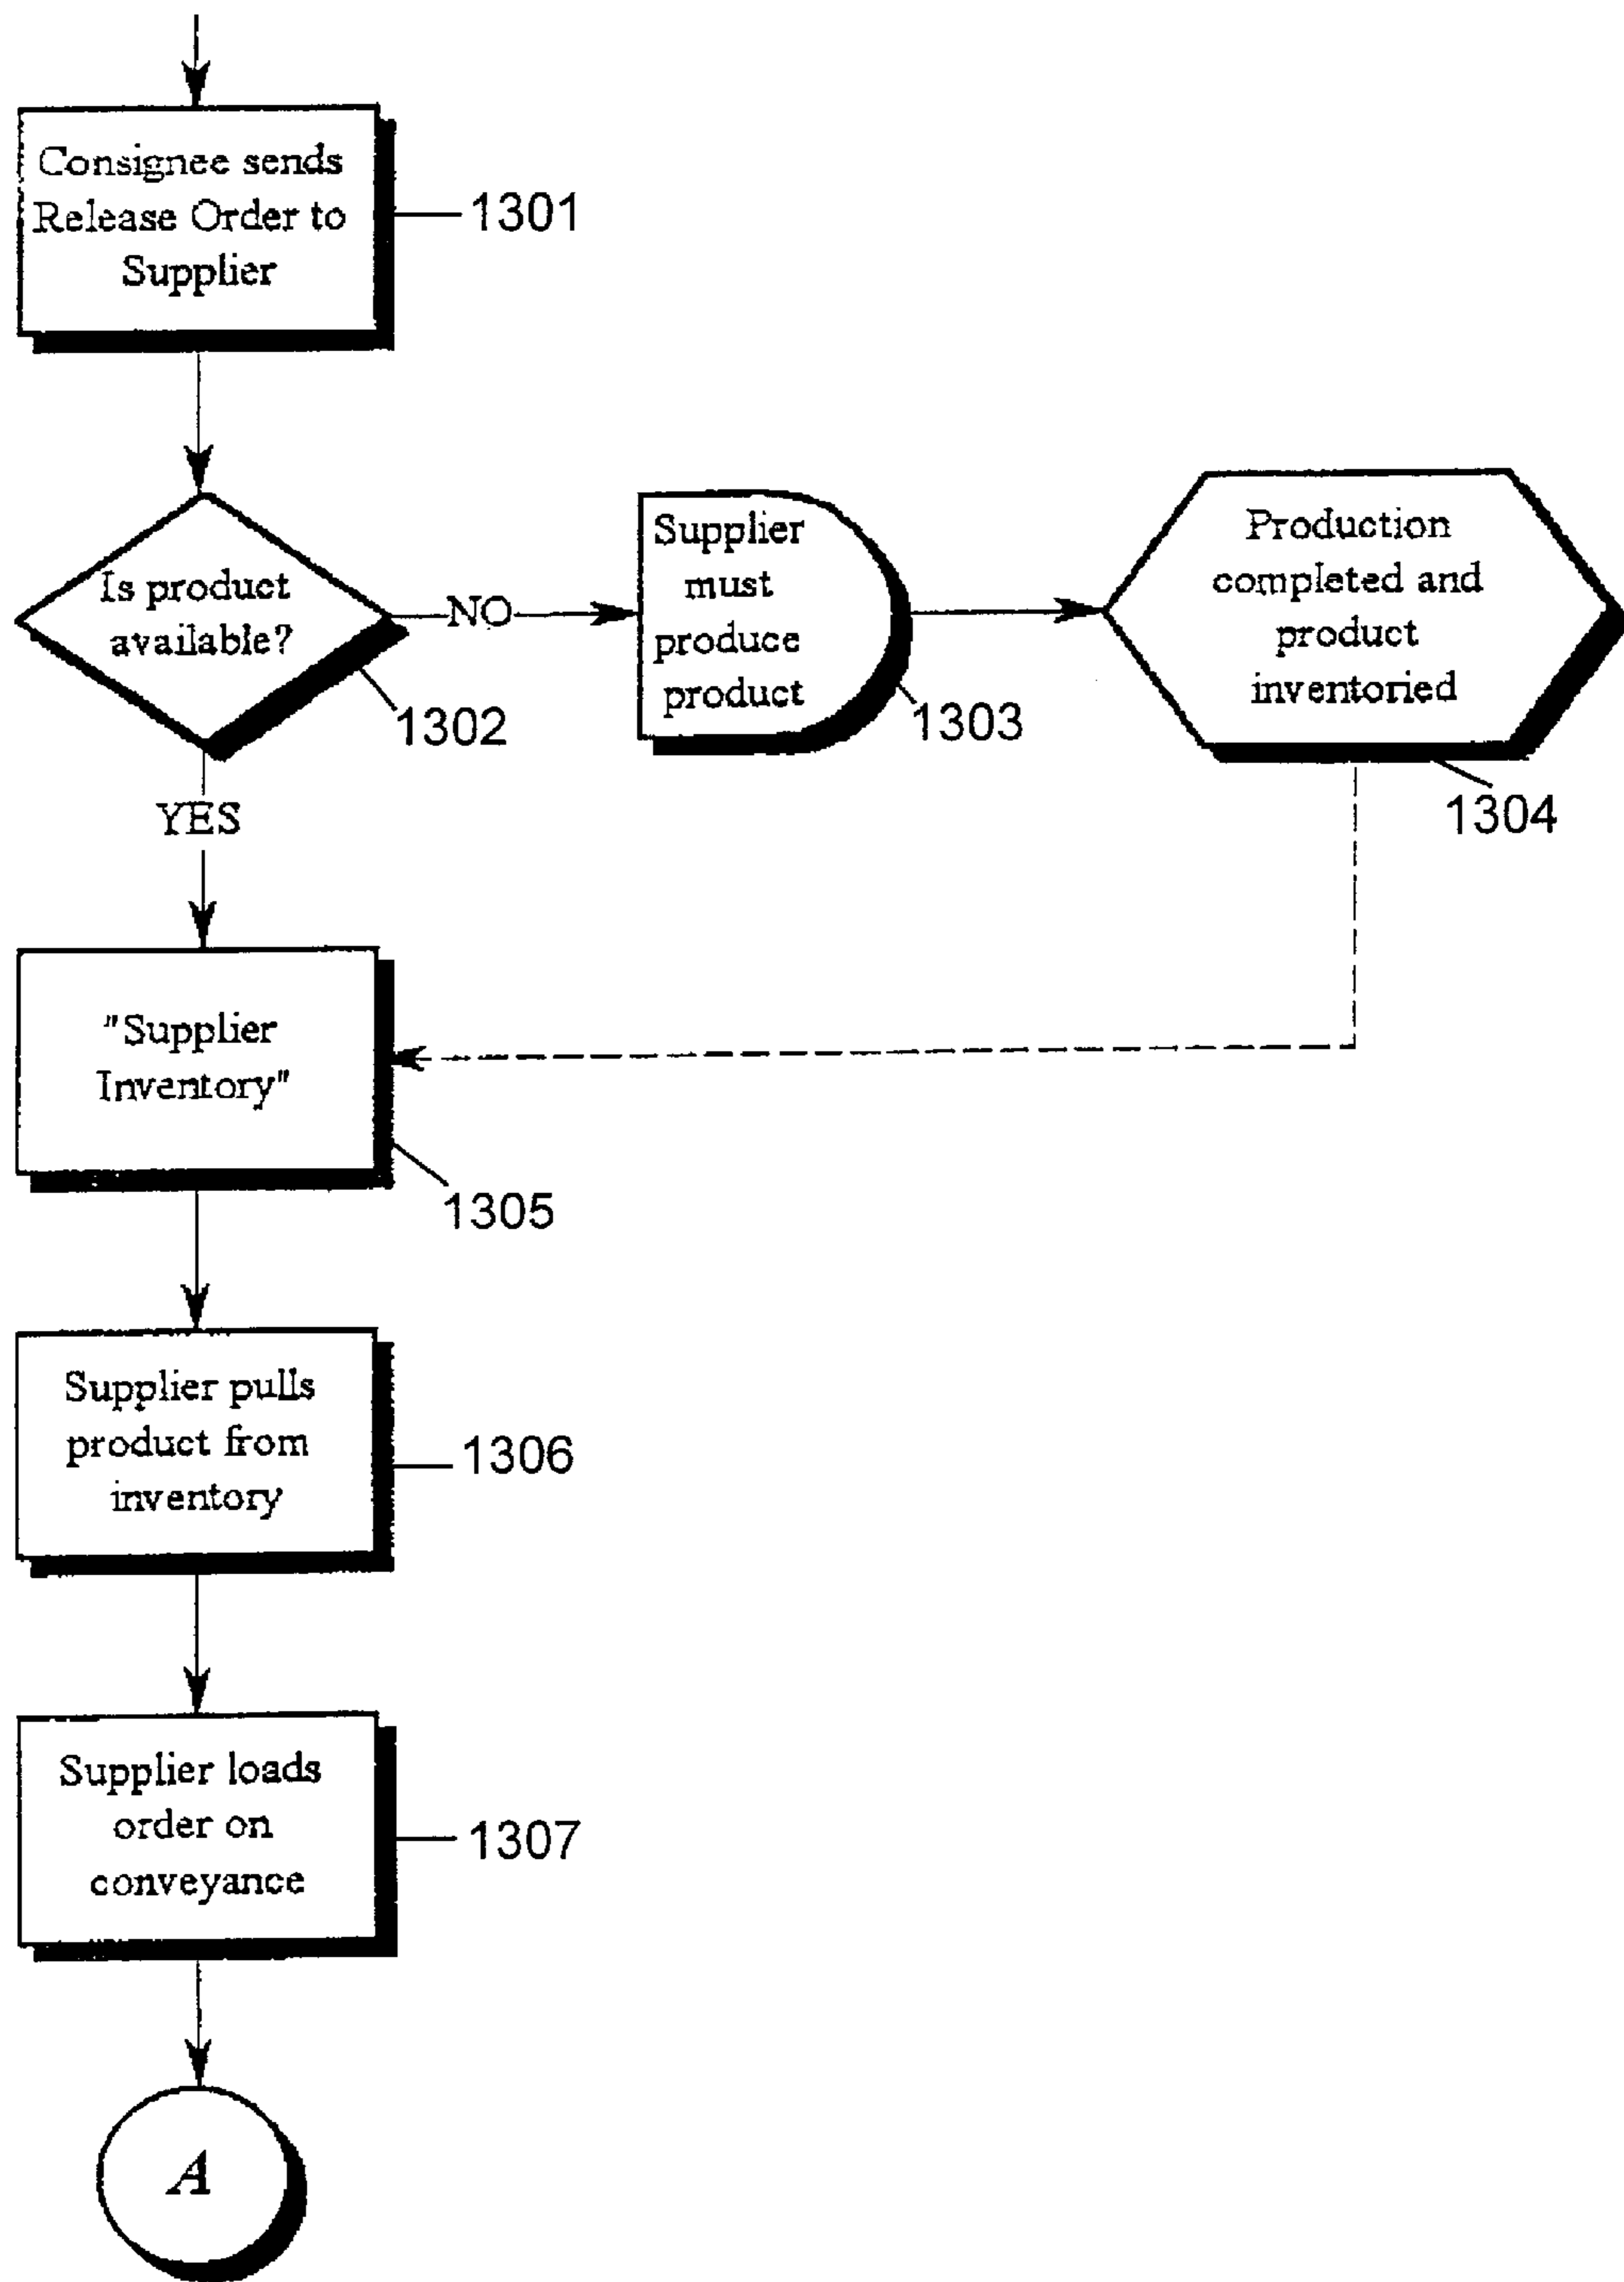 Consignee sends
Release Order to
Supplier
1301
Is product
available?
1302
NO
Supplier
must
produce
product
1303
Production
completed and
product
inventoried
1304
YES
"Supplier
Inventory"
1305
Supplier pulls
product from
inventory
1306
Supplier loads
order on
conveyance
1307
A